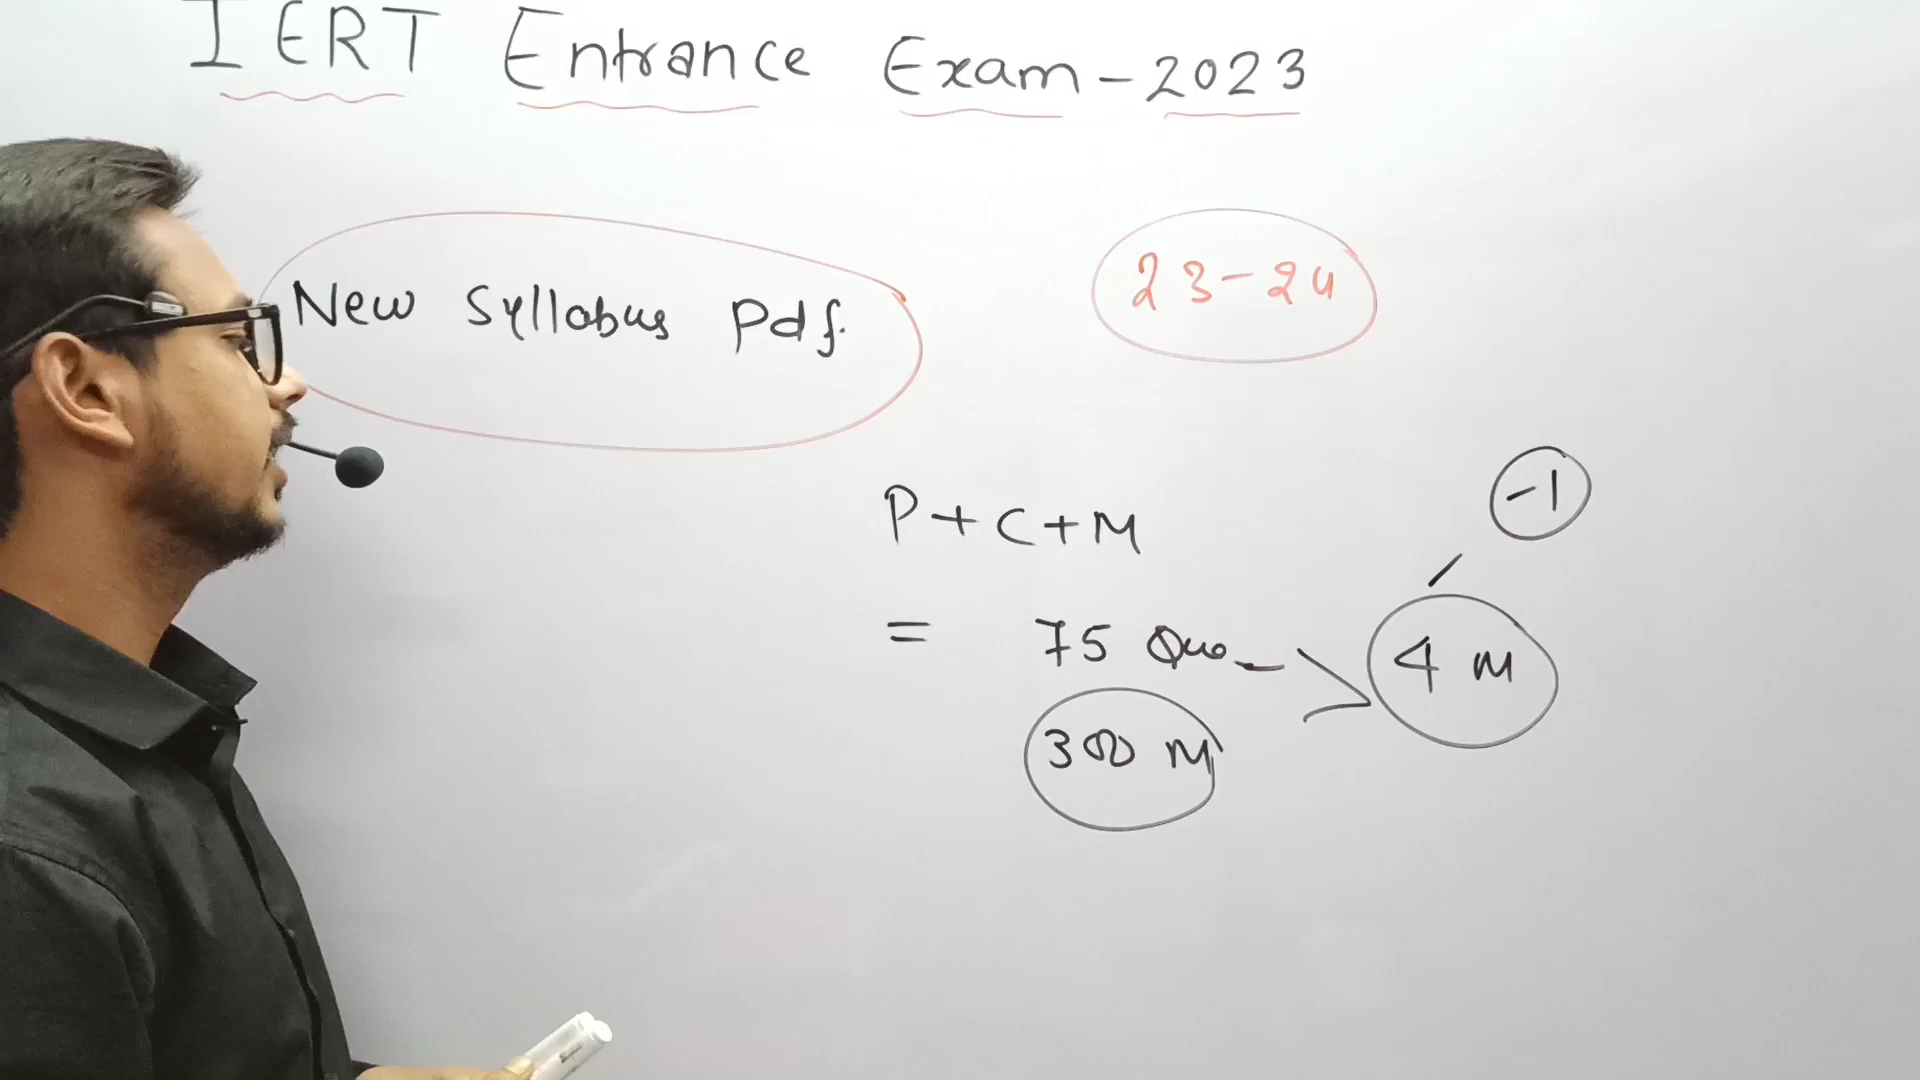 IERT Entrance Exam-2023
New Syllabus Pdf.
23-24
P+C+M
-1
= 75 Que
4 M
300 M